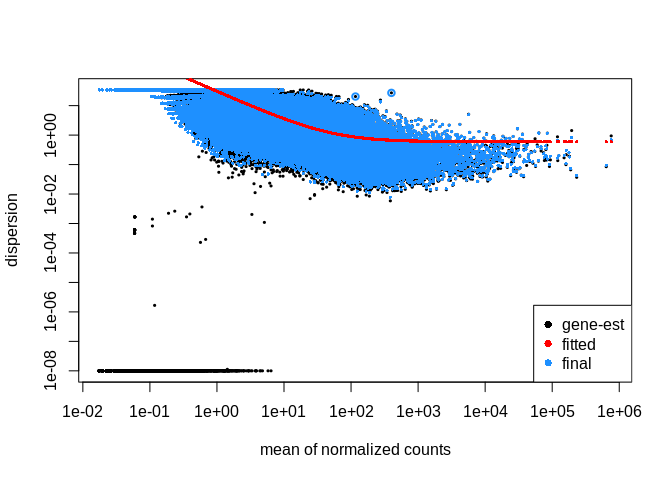 dispersion
1e+00
1e-02
1e-04
1e-06
1e-08
gene-est
fitted
final
1e-02 1e-01 1e+00 1e+01 1e+02 1e+03 1e+04 1e+05 1e+06
mean of normalized counts